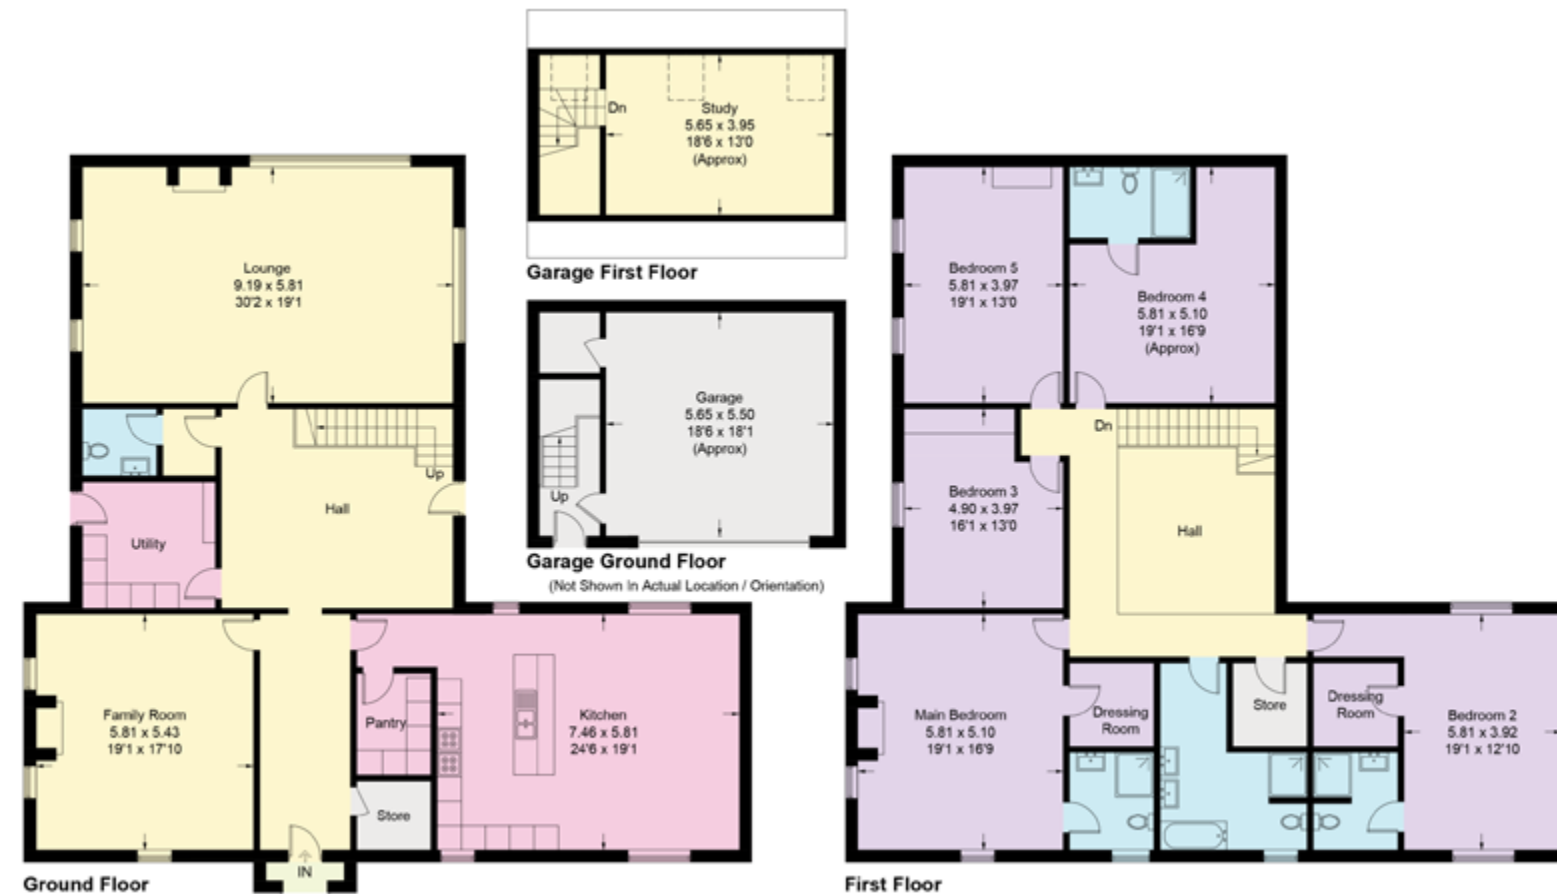 Dn
Study
5.65 x 3.95
18'6 x 13'0
(Approx)
Garage First Floor
Lounge
9.19 x 5.81
30'2 x 19'1
Up
Hall
Utility
Garage
5.65 x 5.50
18'6 x 18'1
(Approx)
Up
Garage Ground Floor
(Not Shown In Actual Location / Orientation)
Family Room
5.81 x 5.43
19'1 x 17'10
Pantry
Kitchen
7.46 x 5.81
24'6 x 19'1
Store
IN
Ground Floor
Bedroom 5
5.81 x 3.97
19'1 x 13'0
Bedroom 4
5.81 x 5.10
19'1 x 16'9
(Approx)
Dn
Bedroom 3
4.90 x 3.97
16'1 x 13'0
Hall
Main Bedroom
5.81 x 5.10
19'1 x 16'9
Dressing
Room
Store
Dressing
Room
Bedroom 2
5.81 x 3.92
19'1 x 12'10
First Floor